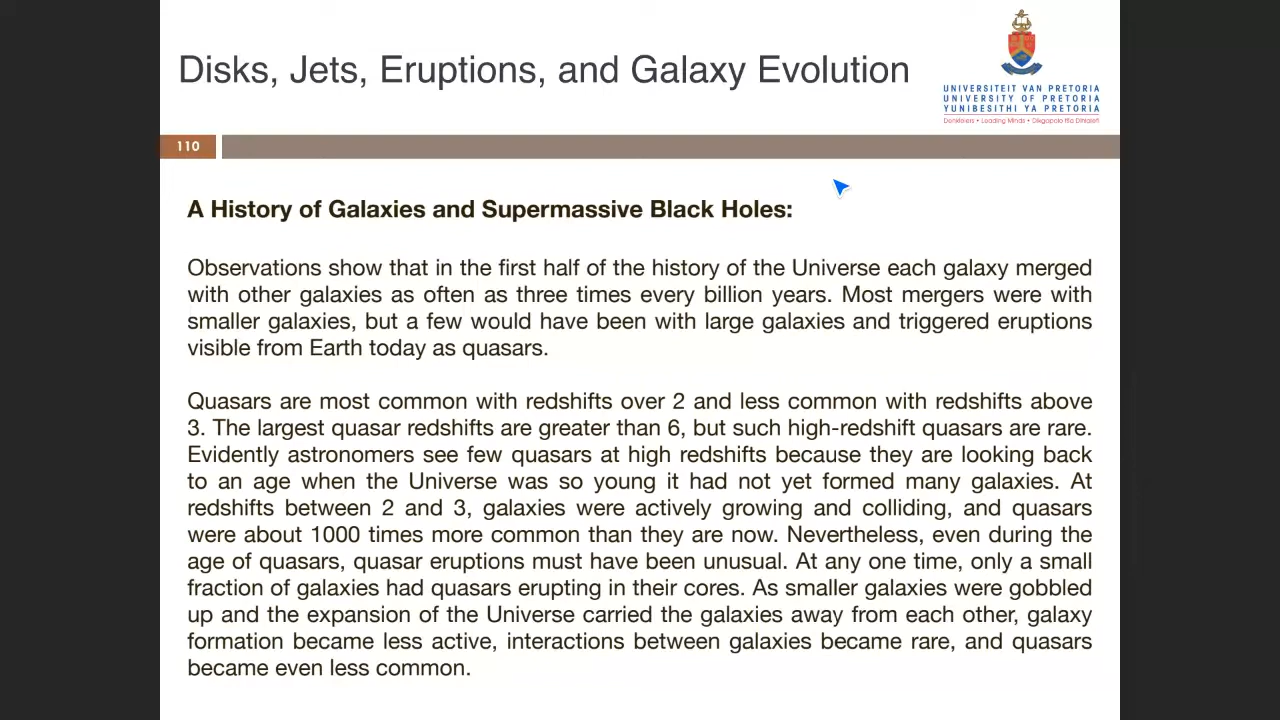 Disks, Jets, Eruptions, and Galaxy Evolution
UNIVERSITEIT VAN PRETORIA
UNIVERSITY OF PRETORIA
YUNIBESITHI YA PRETORIA
Denkleiers • Leading Minds • Dikgopolo tša Dihlalefi
110
A History of Galaxies and Supermassive Black Holes:
Observations show that in the first half of the history of the Universe each galaxy merged
with other galaxies as often as three times every billion years. Most mergers were with
smaller galaxies, but a few would have been with large galaxies and triggered eruptions
visible from Earth today as quasars.
Quasars are most common with redshifts over 2 and less common with redshifts above
3. The largest quasar redshifts are greater than 6, but such high-redshift quasars are rare.
Evidently astronomers see few quasars at high redshifts because they are looking back
to an age when the Universe was so young it had not yet formed many galaxies. At
redshifts between 2 and 3, galaxies were actively growing and colliding, and quasars
were about 1000 times more common than they are now. Nevertheless, even during the
age of quasars, quasar eruptions must have been unusual. At any one time, only a small
fraction of galaxies had quasars erupting in their cores. As smaller galaxies were gobbled
up and the expansion of the Universe carried the galaxies away from each other, galaxy
formation became less active, interactions between galaxies became rare, and quasars
became even less common.